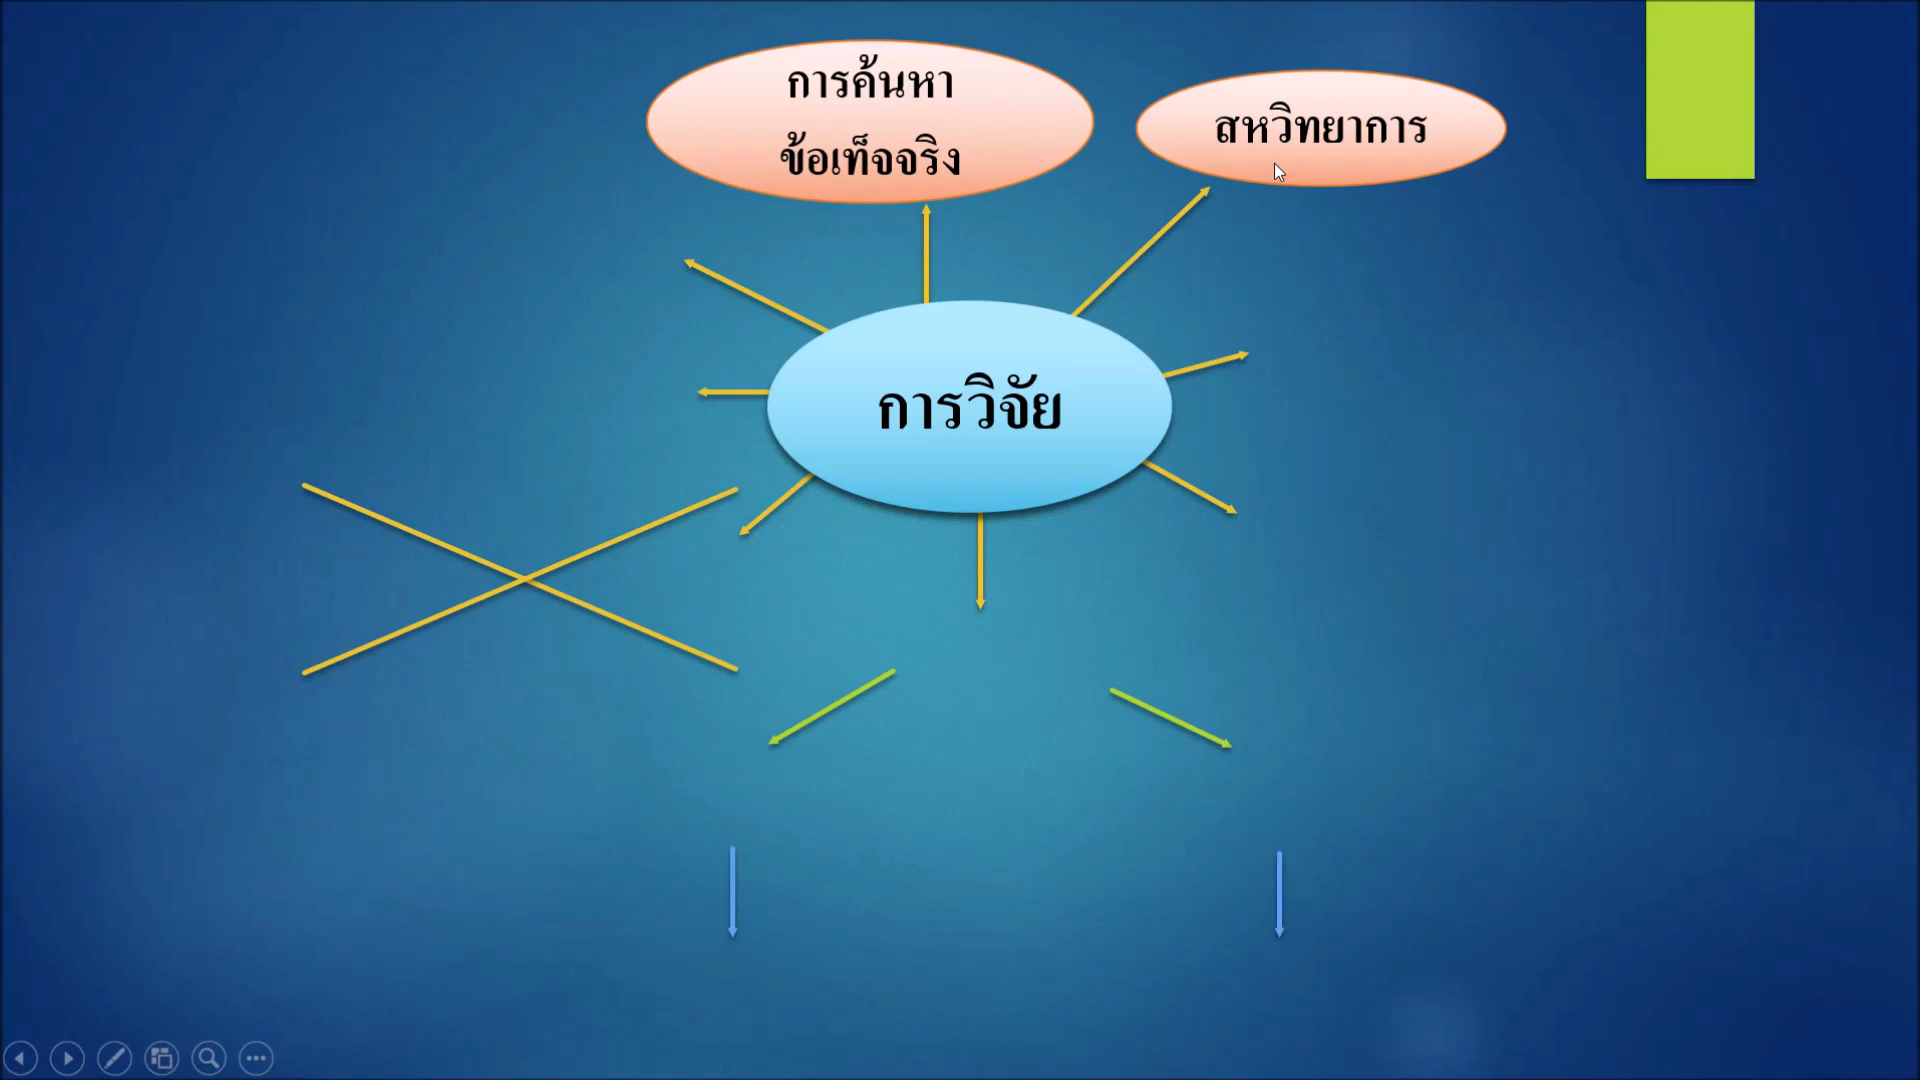 การค้นหา
ข้อเท็จจริง
สหวิทยาการ
การวิจัย